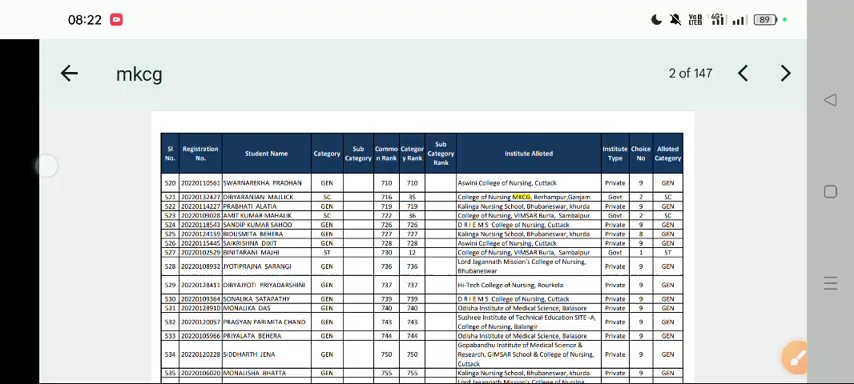 08:22 Vo) LTE2 4G+ 89
mkcg 2 of 147
Sl No. Registration No. Student Name Category Sub Category Commo n Rank Categor y Rank Sub Category Rank Institute Alloted Institute Type Choice No Alloted Category
520 20220110561 SWARNAREKHA PRADHAN GEN 710 710 Aswini College of Nursing, Cuttack Private 9 GEN
521 20220132427 DIBYARANJAN MALLICK SC 716 35 College of Nursing MKCG, Berhampur,Ganjam Govt 2 SC
522 20220114227 PRABHATI ALATIA GEN 719 719 Kalinga Nursing School, Bhubaneswar, khurda Private 9 GEN
523 20220109028 AMIT KUMAR MAHALIK SC 722 36 College of Nursing, VIMSAR Burla, Sambalpur Govt 2 SC
524 20220118543 SANDIP KUMAR SAHOO GEN 726 726 D R I E M S College of Nursing, Cuttack Private 9 GEN
525 20220124159 BIDUSMITA BEHERA GEN 727 727 Kalinga Nursing School, Bhubaneswar, khurda Private 8 GEN
526 20220115445 SAIKRISHNA DIXIT GEN 728 728 Aswini College of Nursing, Cuttack Private 9 GEN
527 20220102529 BINITARANI MAJHI ST 730 12 College of Nursing, VIMSAR Burla, Sambalpur Govt 1 ST
528 20220108932 JYOTIPRAJNA SARANGI GEN 736 736 Lord Jagannath Mission's College of Nursing, Bhubaneswar Private 9 GEN
529 20220128411 DIBYAJYOTI PRIYADARSHINI GEN 737 737 Hi-Tech College of Nursing, Rourkela Private 9 GEN
530 20220109364 SONALIKA SATAPATHY GEN 739 739 D R I E M S College of Nursing, Cuttack Private 9 GEN
531 20220128910 MONALIKA DAS GEN 740 740 Odisha Institute of Medical Science, Balasore Private 9 GEN
532 20220120057 PRAGYAN PARIMITA CHAND GEN 743 743 Sushree Institute of Technical Education SITE -A, College of Nursing, Balangir Private 9 GEN
533 20220105966 PRIYALATA BEHERA GEN 744 744 Odisha Institute of Medical Science, Balasore Private 9 GEN
534 20220120228 SIDDHARTH JENA GEN 750 750 Gopabandhu Institute of Medical Science & Research, GIMSAR School & College of Nursing, Cuttack Private 9 GEN
535 20220106020 MONALISHA BHATTA GEN 755 755 Kalinga Nursing School, Bhubaneswar, khurda Private 9 GEN